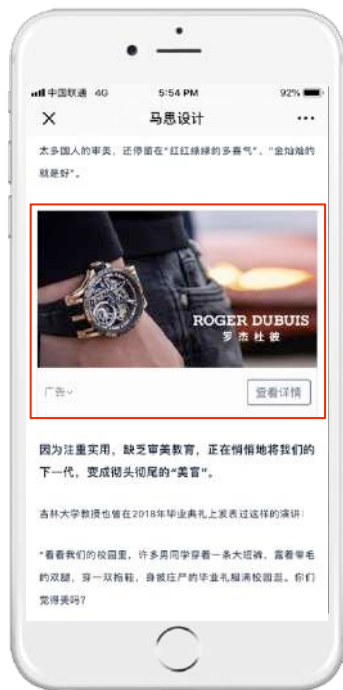 中国联通 4G 5:54 PM 92%
马思设计
太多国人的审美，还停留在“红红绿绿的多喜气”、“金灿灿的
就是好”。
ROGER DUBUIS
罗杰杜彼
广告
查看详情
因为注重实用，缺乏审美教育，正在悄悄地将我们的
下一代，变成彻头彻尾的“美盲”。
吉林大学教授也曾在2018年毕业典礼上发表过这样的演讲：
“看看我们的校园里，许多男同学穿着一条大短裤，露着带毛
的双腿，穿一双拖鞋，身披庄严的毕业礼服满校园逛。你们
觉得美吗？